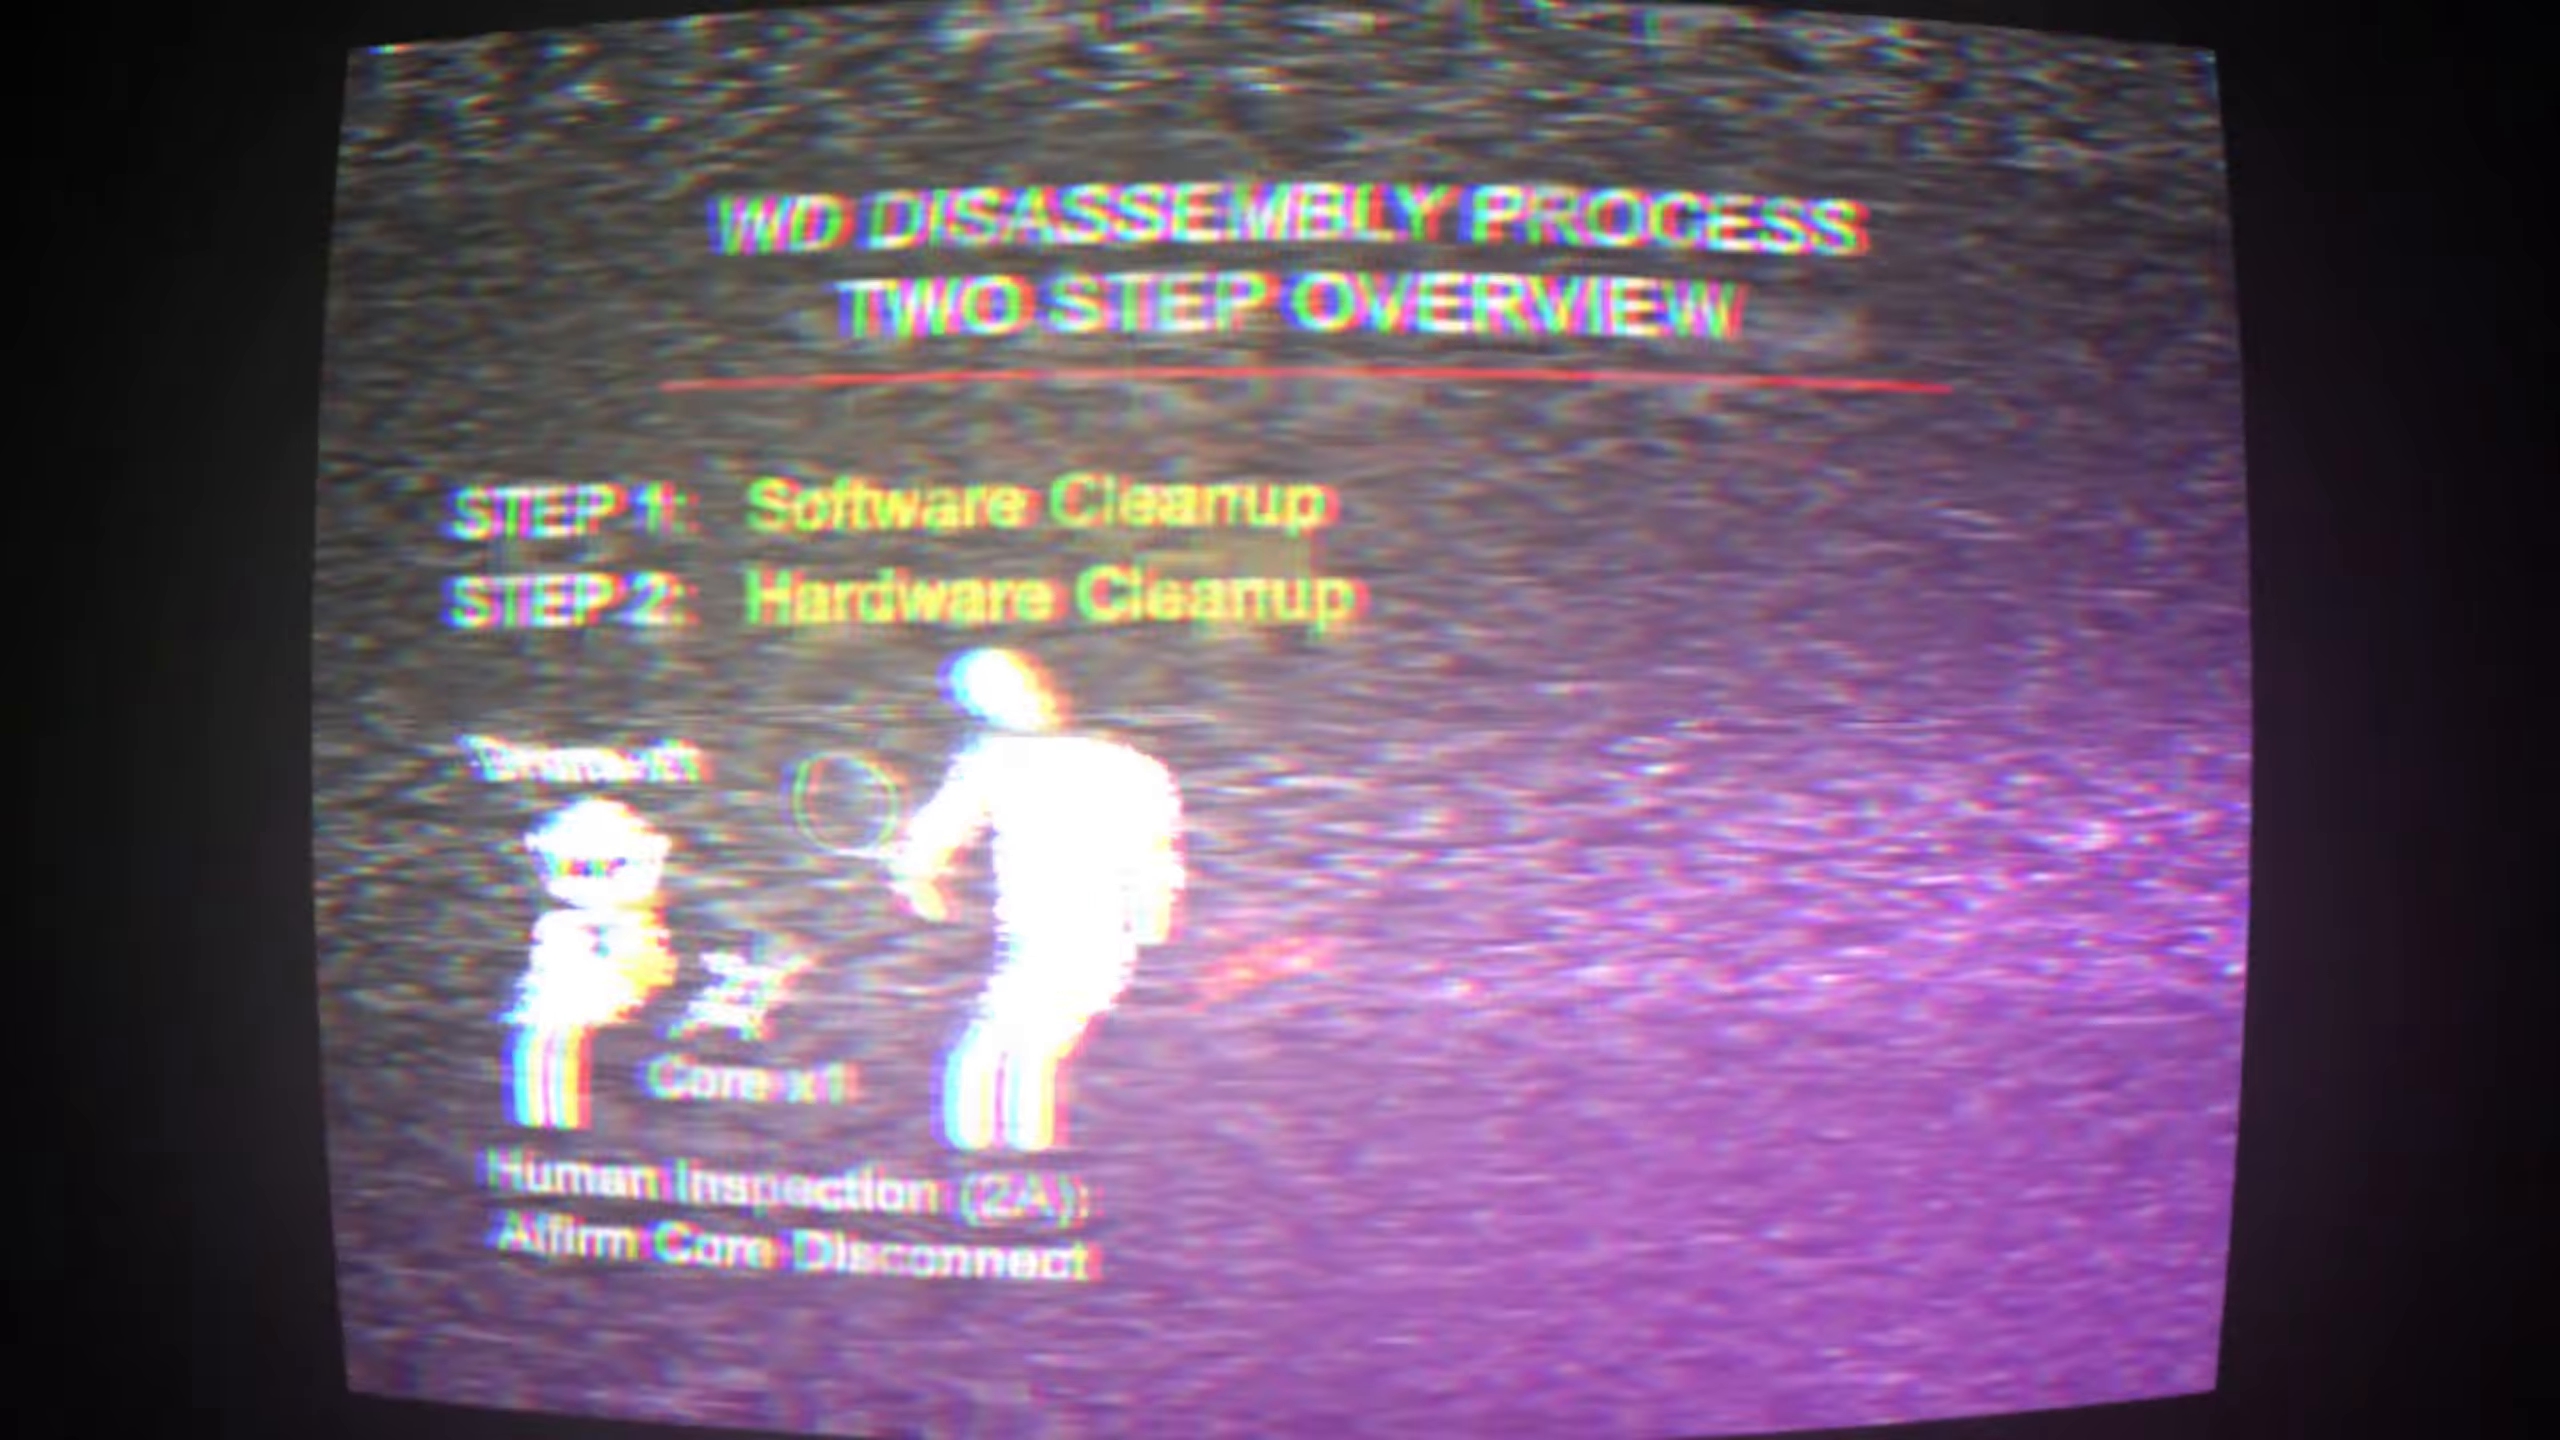 WD DISASSEMBLY PROCESS
TWO STEP OVERVIEW
STEP 1: Software Cleanup
STEP 2: Hardware Cleanup
Core x1
Human Inspection (2A):
Affirm Core Disconnect